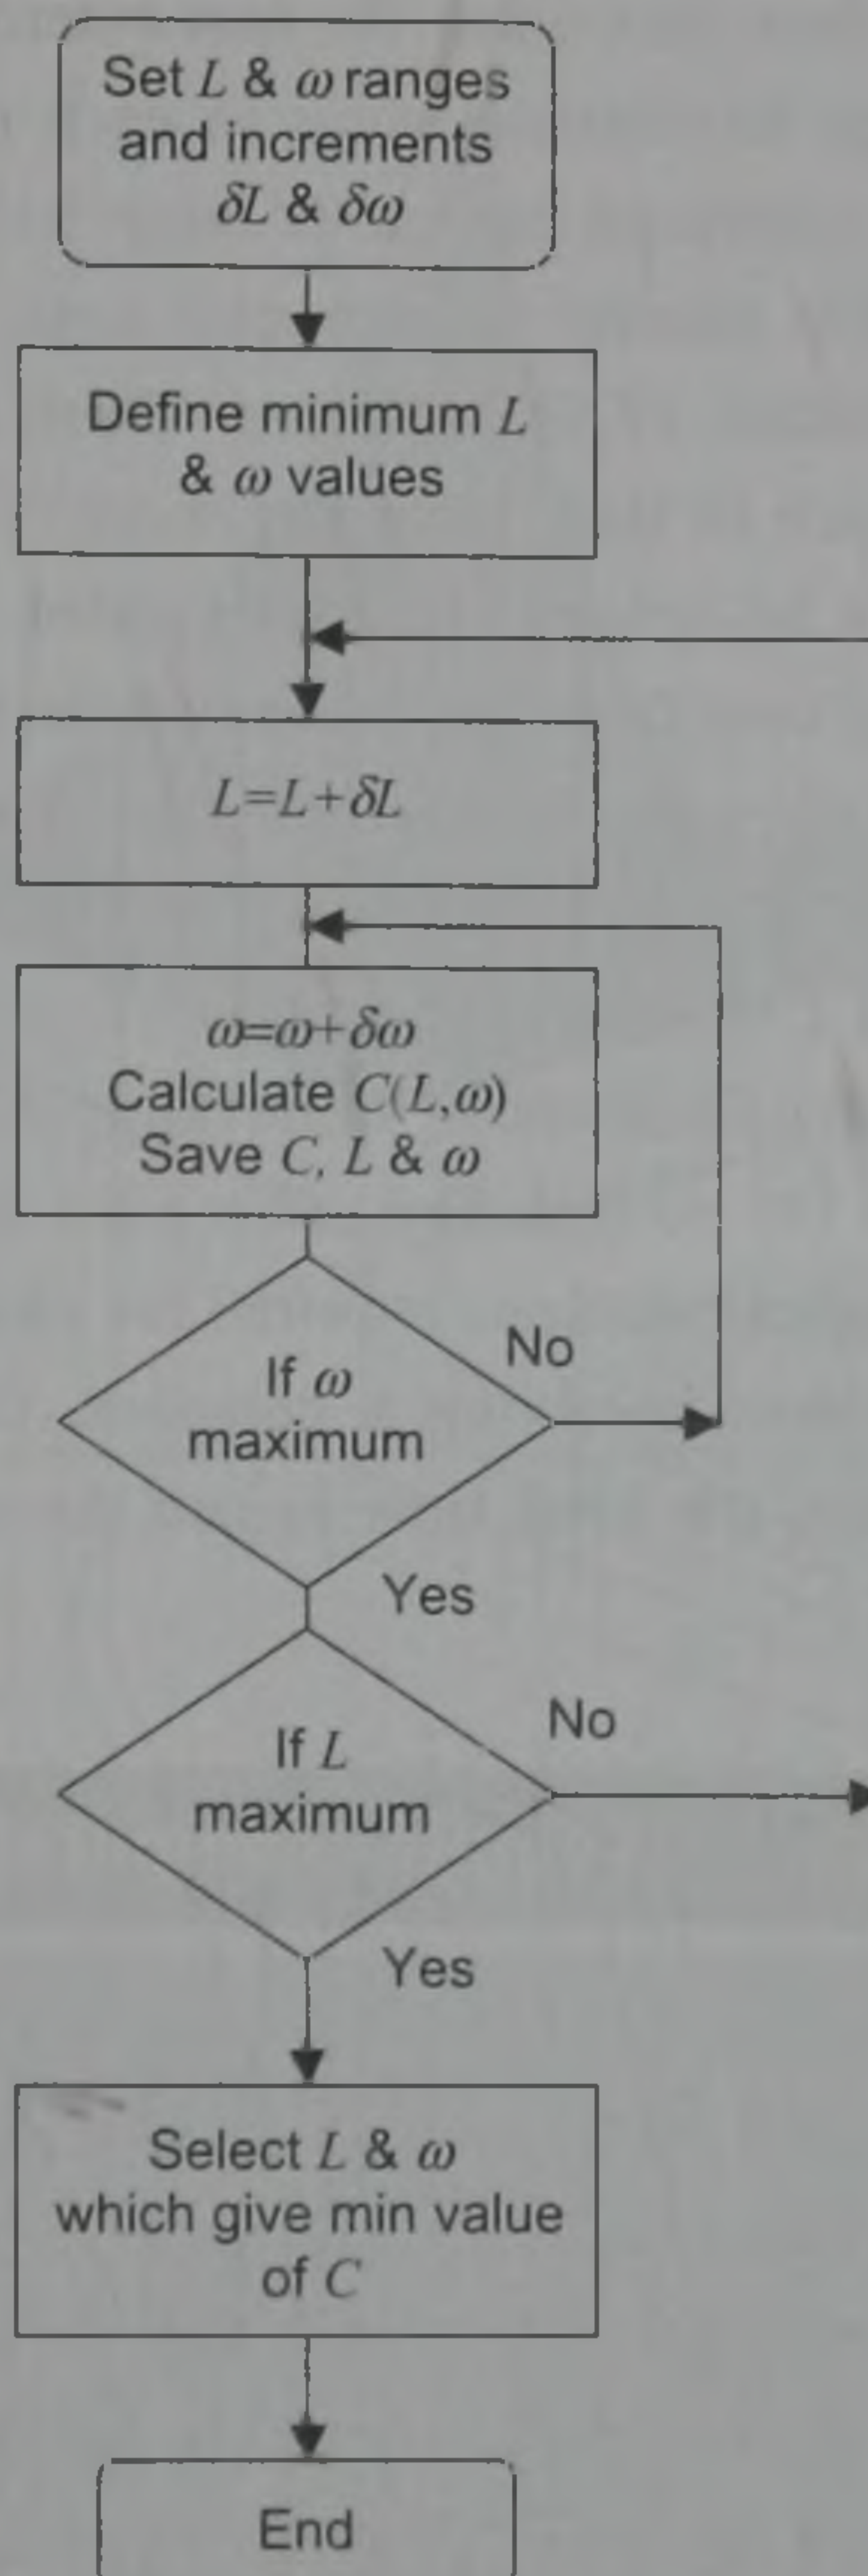 Set L & ω ranges
and increments
δL & δω
Define minimum L
& ω values
L=L+δL
ω=ω+δω
Calculate C(L,ω)
Save C, L & ω
If ω
maximum
No
Yes
If L
maximum
No
Yes
Select L & ω
which give min value
of C
End